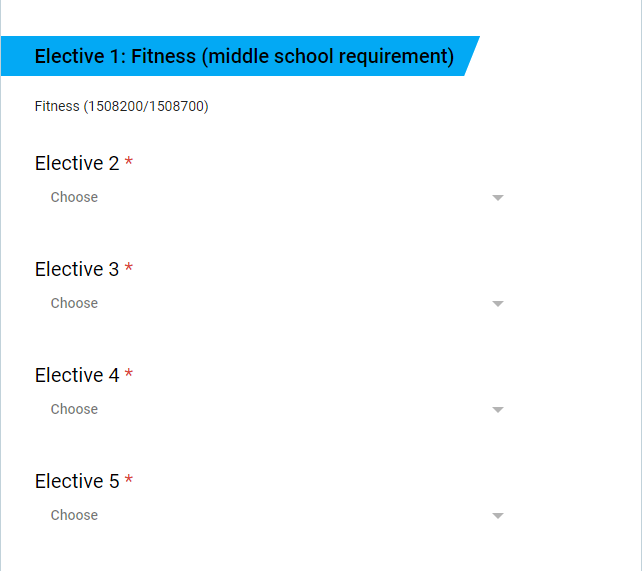 Elective 1: Fitness (middle school requirement)
Fitness (1508200/1508700)
Elective 2 *
Choose
Elective 3 *
Choose
Elective 4 *
Choose
Elective 5 *
Choose